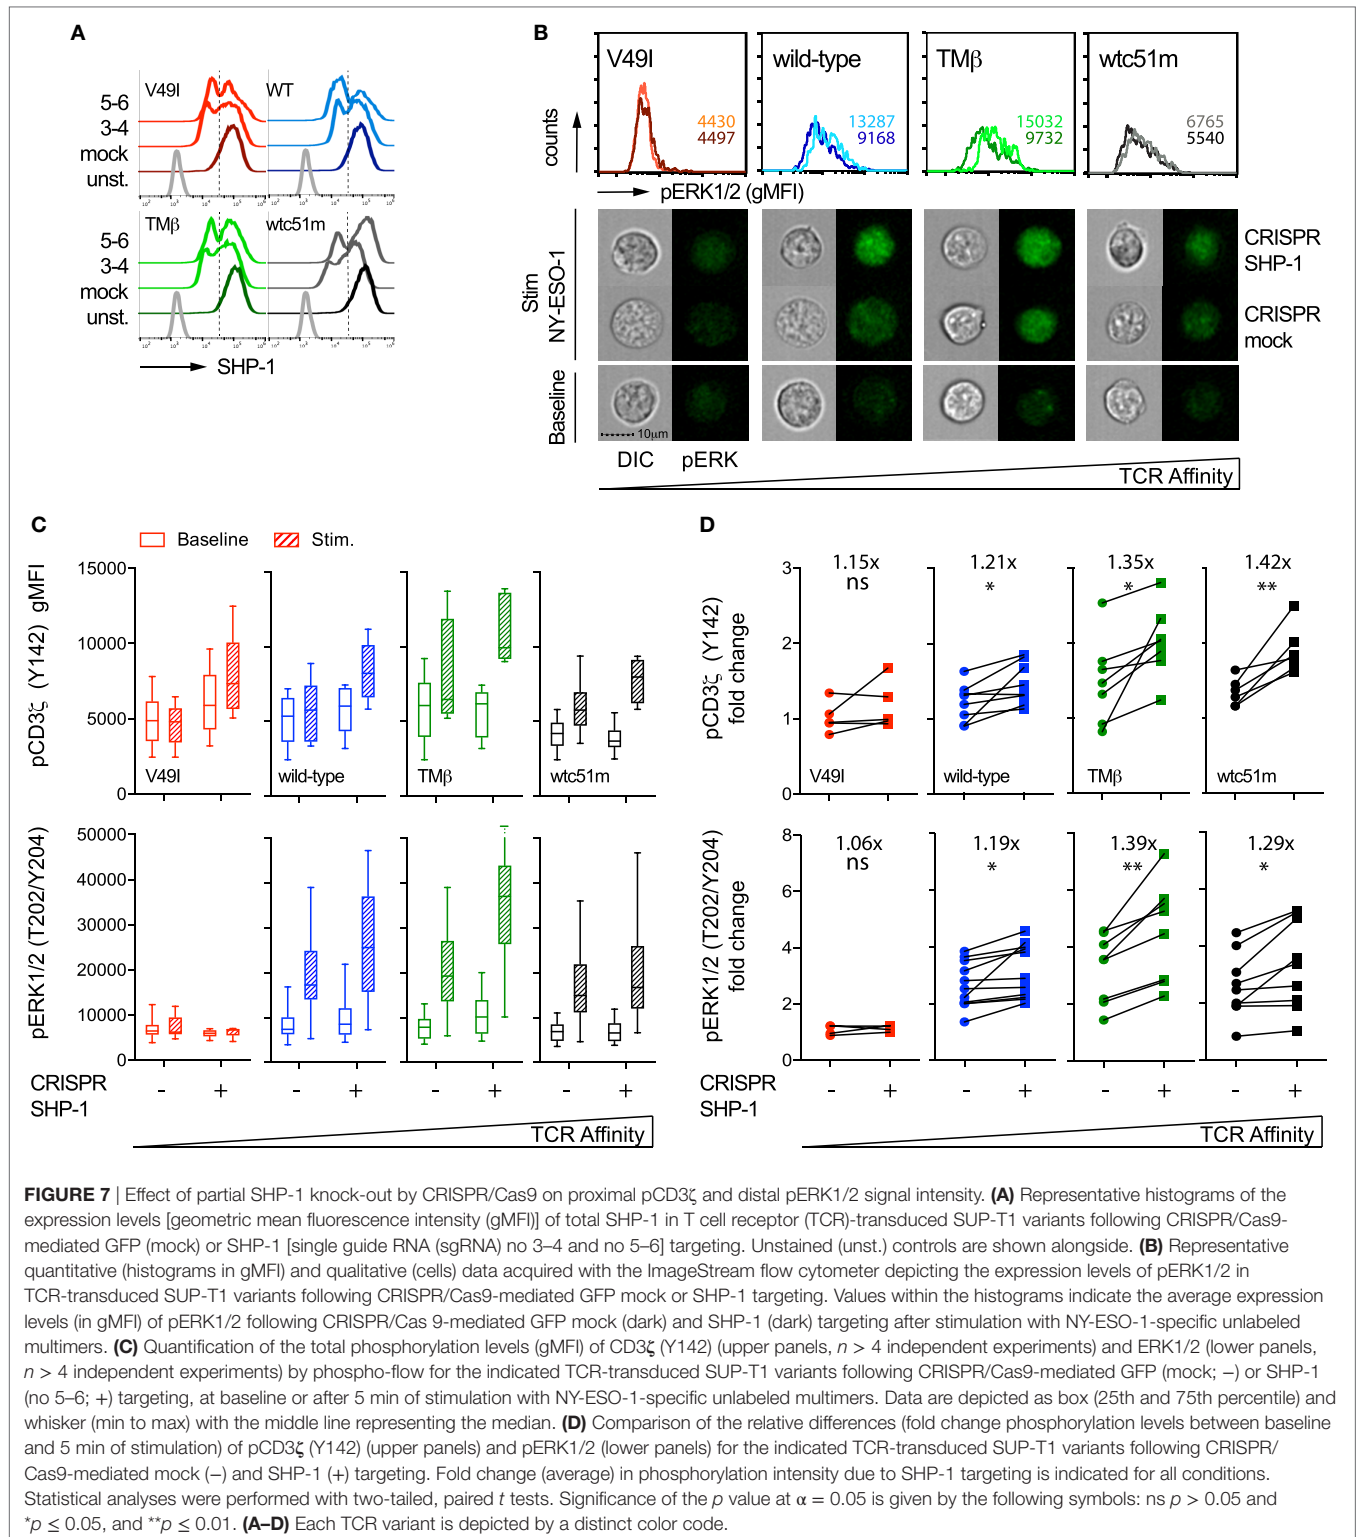 A
V49I
WT
5-6
3-4
mock
unst.
10² 10³ 10⁴ 10⁵ 10⁶
10² 10³ 10⁴ 10⁵ 10⁶
TMβ
wtc51m
5-6
3-4
mock
unst.
10² 10³ 10⁴ 10⁵ 10⁶
10² 10³ 10⁴ 10⁵ 10⁶
SHP-1
B
V49I
wild-type
TMβ
wtc51m
counts
4430
4497
13287
9168
15032
9732
6765
5540
pERK1/2 (gMFI)
Stim
NY-ESO-1
CRISPR
SHP-1
CRISPR
mock
Baseline
10μm
DIC
pERK
TCR Affinity
C
Baseline
Stim.
pCD3ζ (Y142) gMFI
15000
10000
5000
0
V49I
wild-type
TMβ
wtc51m
pERK1/2 (T202/Y204)
50000
40000
30000
20000
10000
0
CRISPR
SHP-1
- + - + - + - +
TCR Affinity
D
pCD3ζ (Y142)
fold change
3
2
1
0
1.15x
ns
1.21x
*
1.35x
*
1.42x
**
V49I
wild-type
TMβ
wtc51m
pERK1/2 (T202/Y204)
fold change
8
6
4
2
0
1.06x
ns
1.19x
*
1.39x
**
1.29x
*
CRISPR
SHP-1
- + - + - + - +
TCR Affinity
FIGURE 7 | Effect of partial SHP-1 knock-out by CRISPR/Cas9 on proximal pCD3ζ and distal pERK1/2 signal intensity. (A) Representative histograms of the
expression levels [geometric mean fluorescence intensity (gMFI)] of total SHP-1 in T cell receptor (TCR)-transduced SUP-T1 variants following CRISPR/Cas9-
mediated GFP (mock) or SHP-1 [single guide RNA (sgRNA) no 3–4 and no 5–6] targeting. Unstained (unst.) controls are shown alongside. (B) Representative
quantitative (histograms in gMFI) and qualitative (cells) data acquired with the ImageStream flow cytometer depicting the expression levels of pERK1/2 in
TCR-transduced SUP-T1 variants following CRISPR/Cas9-mediated GFP mock or SHP-1 targeting. Values within the histograms indicate the average expression
levels (in gMFI) of pERK1/2 following CRISPR/Cas 9-mediated GFP mock (dark) and SHP-1 (dark) targeting after stimulation with NY-ESO-1-specific unlabeled
multimers. (C) Quantification of the total phosphorylation levels (gMFI) of CD3ζ (Y142) (upper panels, n > 4 independent experiments) and ERK1/2 (lower panels,
n > 4 independent experiments) by phospho-flow for the indicated TCR-transduced SUP-T1 variants following CRISPR/Cas9-mediated GFP (mock; −) or SHP-1
(no 5–6; +) targeting, at baseline or after 5 min of stimulation with NY-ESO-1-specific unlabeled multimers. Data are depicted as box (25th and 75th percentile) and
whisker (min to max) with the middle line representing the median. (D) Comparison of the relative differences (fold change phosphorylation levels between baseline
and 5 min of stimulation) of pCD3ζ (Y142) (upper panels) and pERK1/2 (lower panels) for the indicated TCR-transduced SUP-T1 variants following CRISPR/
Cas9-mediated mock (−) and SHP-1 (+) targeting. Fold change (average) in phosphorylation intensity due to SHP-1 targeting is indicated for all conditions.
Statistical analyses were performed with two-tailed, paired t tests. Significance of the p value at α = 0.05 is given by the following symbols: ns p > 0.05 and
*p ≤ 0.05, and **p ≤ 0.01. (A–D) Each TCR variant is depicted by a distinct color code.